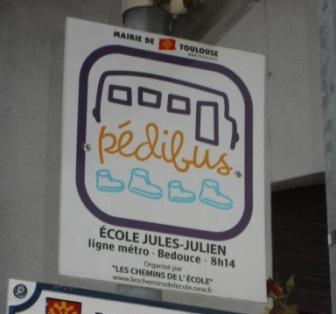 MAIRIE DE TOULOUSE
pédibus
ÉCOLE JULES-JULIEN
ligne métro - Bedouce - 8h14
Organisé par
"LES CHEMINS DE L' ÉCOLE"
www.lescheminsdelecole.new.fr